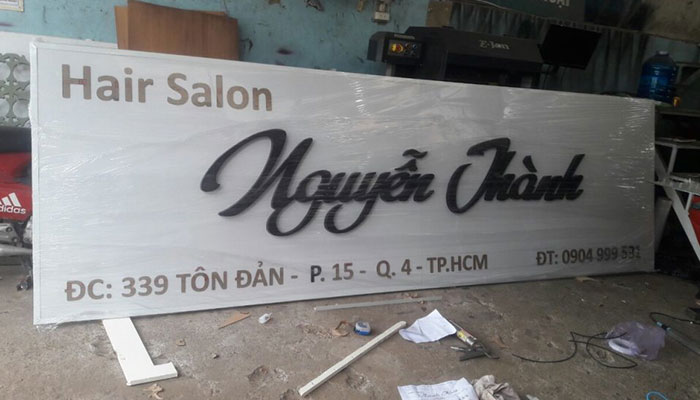 Hair Salon
Nguyễn Thành
ĐC: 339 TÔN ĐẢN - P. 15 - Q. 4 - TP.HCM
ĐT: 0904 999
adidas